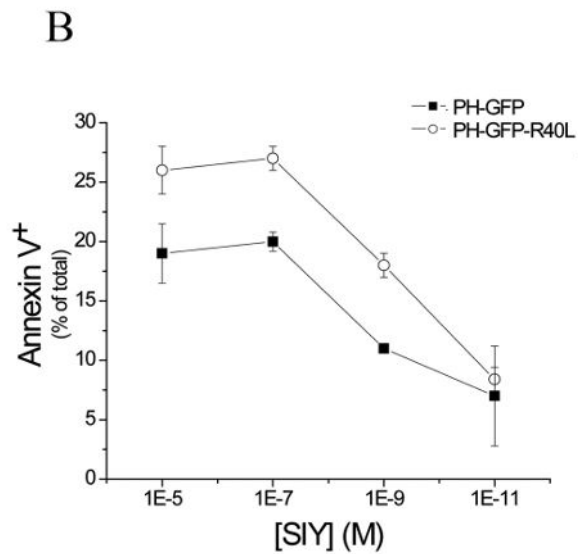 B
PH-GFP
PH-GFP-R40L
30
25
20
15
10
5
0
Annexin V+
(% of total)
1E-5 1E-7 1E-9 1E-11
[SIY] (M)